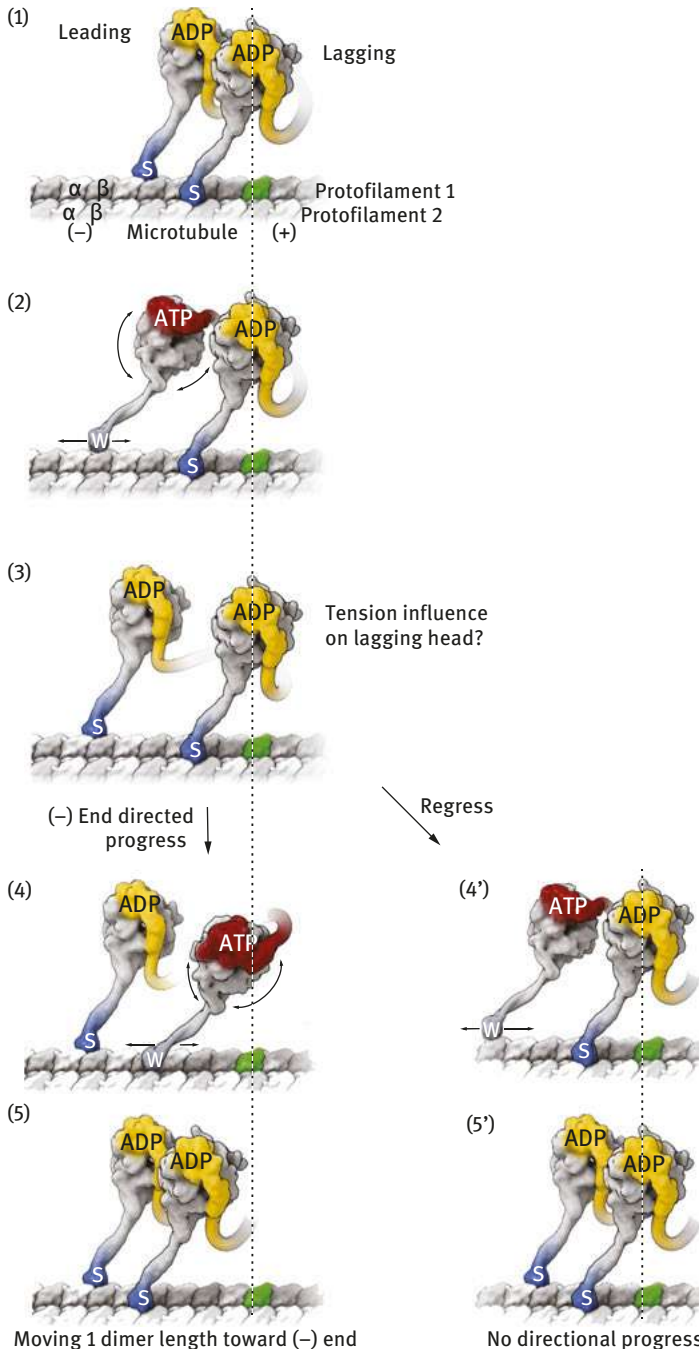 (1)
Leading
ADP
ADP
Lagging
S
S
α β
Protofilament 1
α β
Protofilament 2
(–)
Microtubule
(+)
(2)
ATP
ADP
W
S
(3)
ADP
ADP
Tension influence
on lagging head?
S
S
(–) End directed
progress
Regress
(4)
ADP
ATP
S
W
(4')
ATP
ADP
W
S
(5)
ADP
ADP
S
S
(5')
ADP
ADP
S
S
Moving 1 dimer length toward (–) end
No directional progress